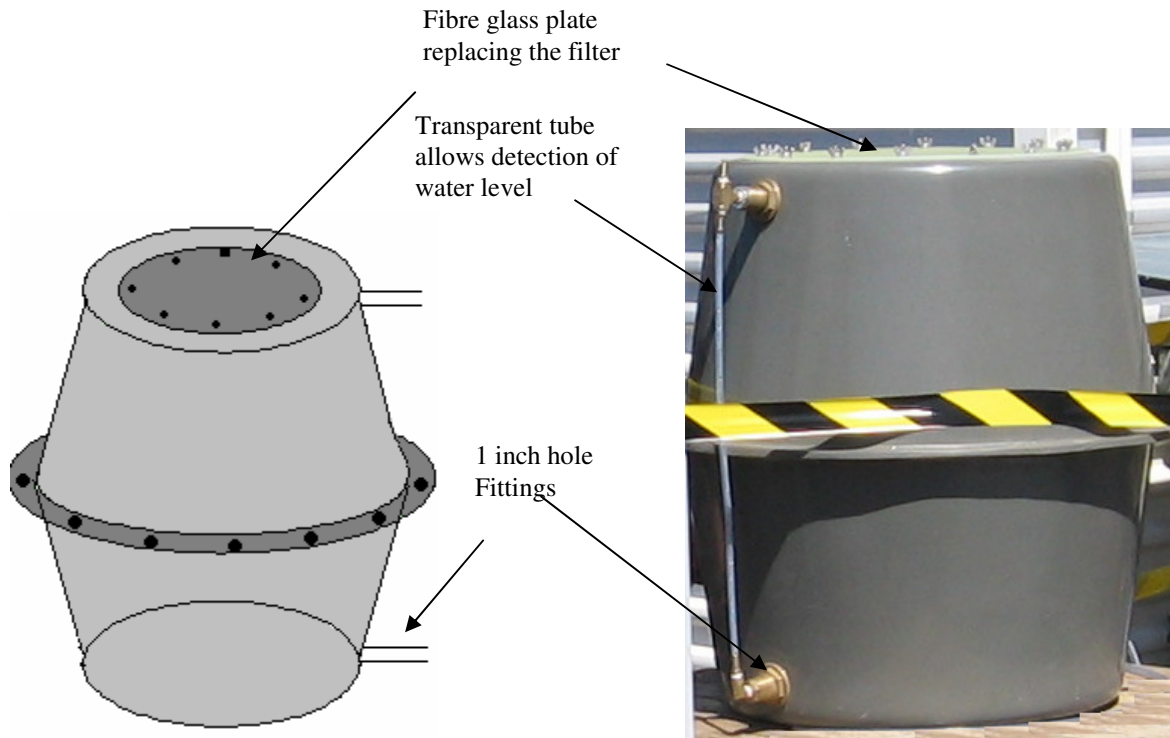 Fibre glass plate
replacing the filter
Transparent tube
allows detection of
water level
1 inch hole
Fittings